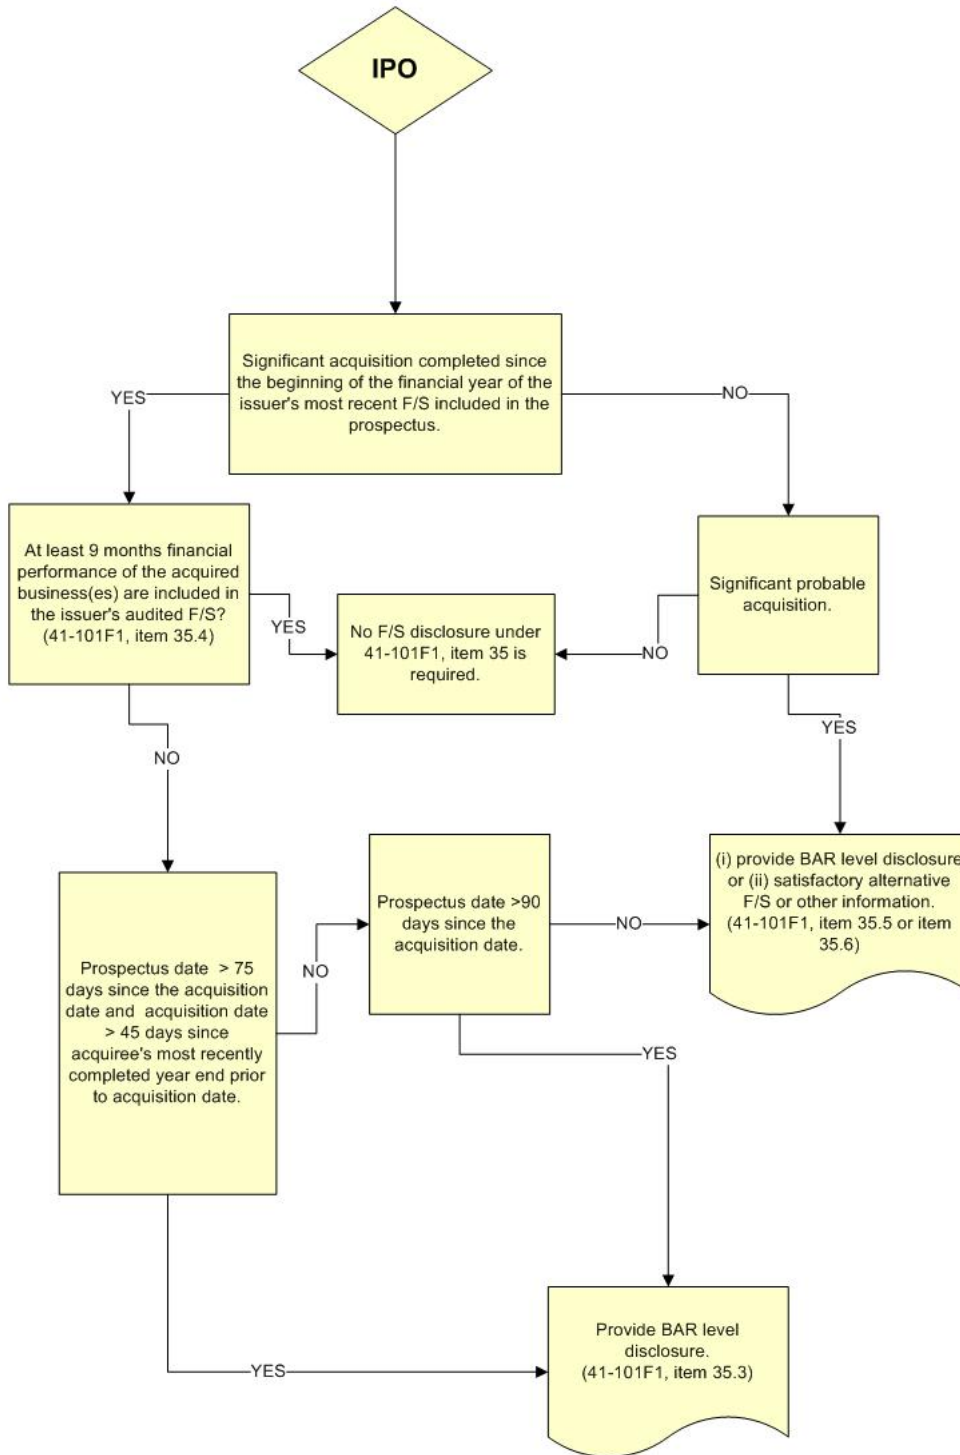 IPO
Significant acquisition completed since
the beginning of the financial year of the
issuer's most recent F/S included in the
prospectus.
YES
NO
At least 9 months financial
performance of the acquired
business(es) are included in
the issuer's audited F/S?
(41-101F1, item 35.4)
YES
No F/S disclosure under
41-101F1, item 35 is
required.
NO
Significant probable
acquisition.
NO
YES
Prospectus date  > 75
days since the acquisition
date and  acquisition date
> 45 days since
acquiree's most recently
completed year end prior
to acquisition date.
NO
Prospectus date >90
days since the
acquisition date.
NO
(i) provide BAR level disclosure
or (ii) satisfactory alternative
F/S or other information.
(41-101F1, item 35.5 or item
35.6)
YES
YES
Provide BAR level
disclosure.
(41-101F1, item 35.3)